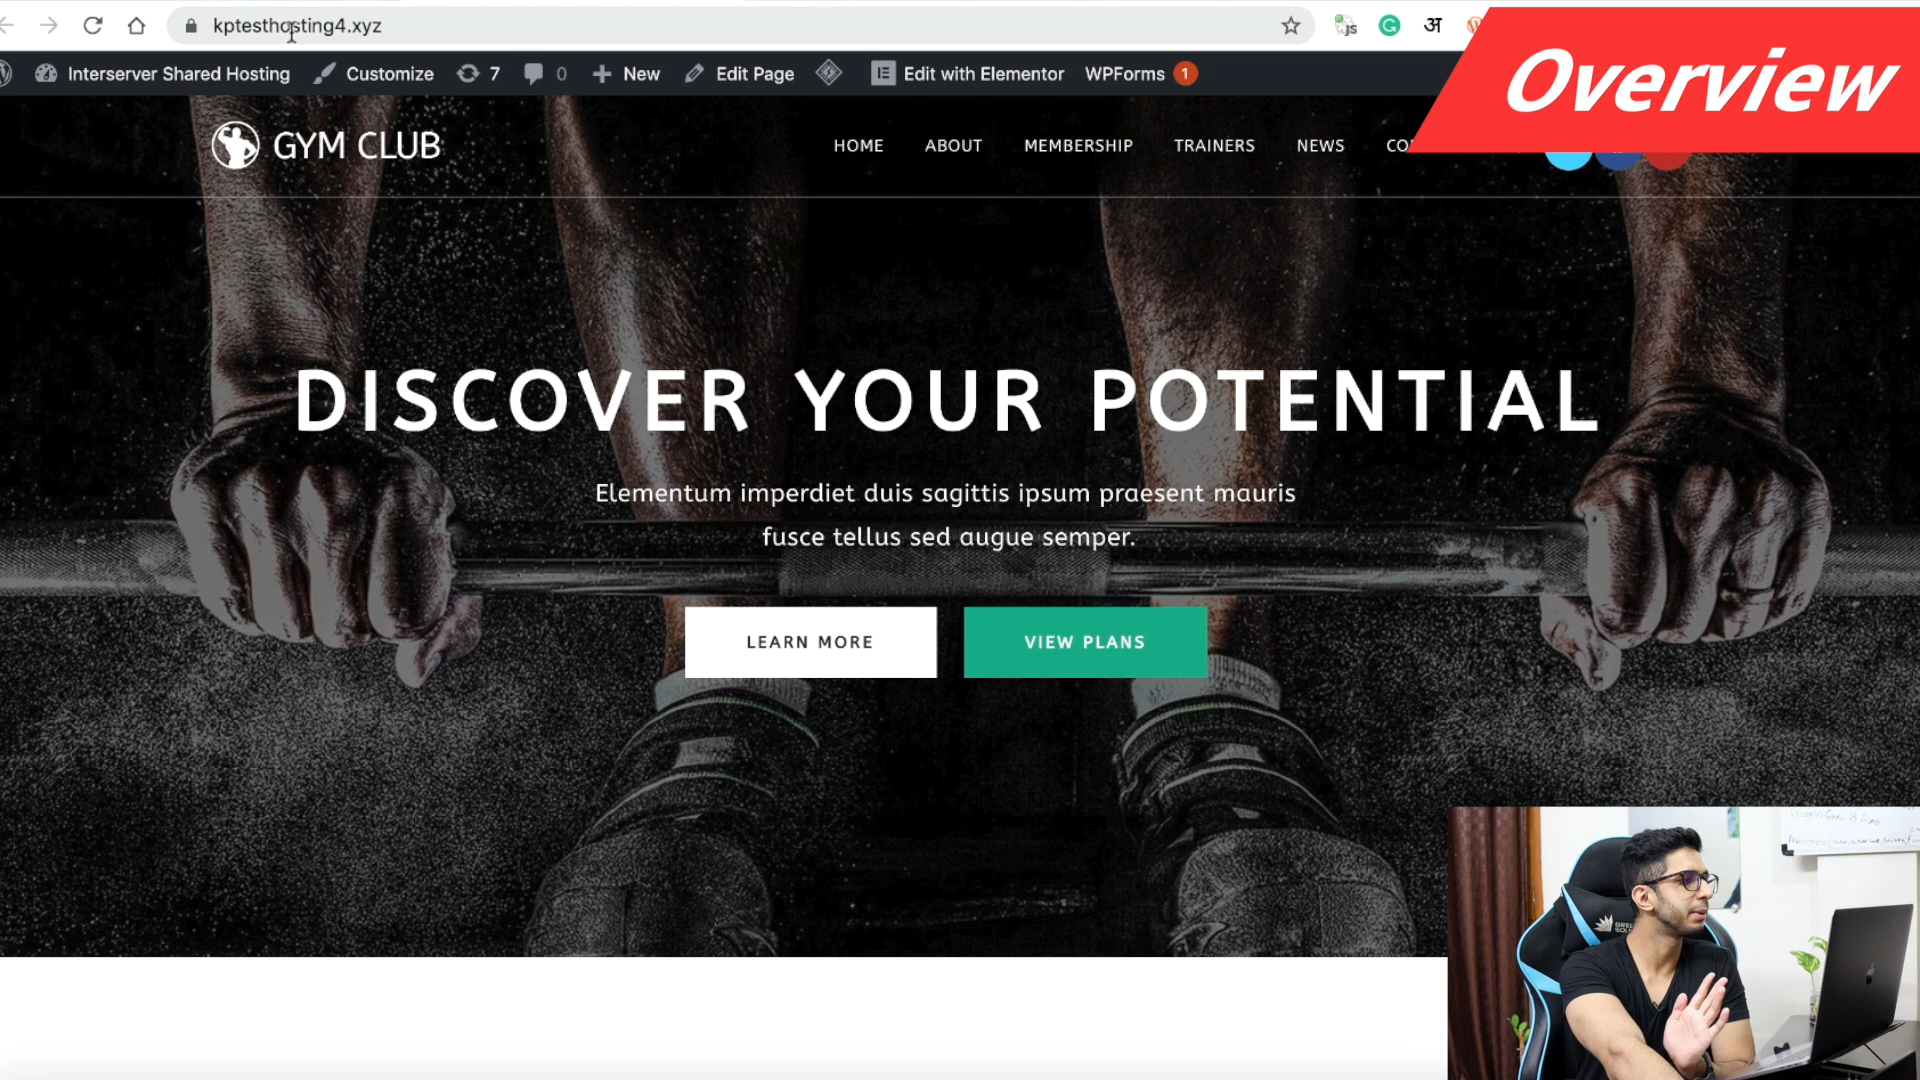 kptesthosting4.xyz
अ
Overview
Interserver Shared Hosting Customize 7 0 New Edit Page Edit with Elementor WPForms 1
GYM CLUB
HOME ABOUT MEMBERSHIP TRAINERS NEWS
DISCOVER YOUR POTENTIAL
Elementum imperdiet duis sagittis ipsum praesent mauris
fusce tellus sed augue semper.
LEARN MORE VIEW PLANS